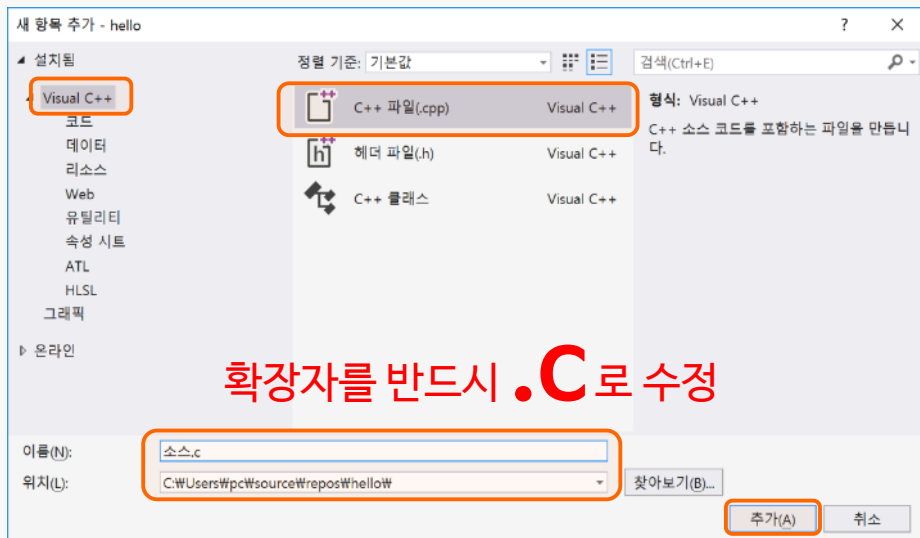 새 항목 추가 - hello
? ×
설치됨
Visual C++
코드
데이터
리소스
Web
유틸리티
속성 시트
ATL
HLSL
그래픽
온라인
정렬 기준: 기본값
C++ 파일(.cpp) Visual C++
헤더 파일(.h) Visual C++
C++ 클래스 Visual C++
검색(Ctrl+E)
형식: Visual C++
C++ 소스 코드를 포함하는 파일을 만듭니
다.
확장자를 반드시 .C 로 수정
이름(N): 소스.c
위치(L): C:₩Users₩pc₩source₩repos₩hello₩ 찾아보기(B)...
추가(A) 취소